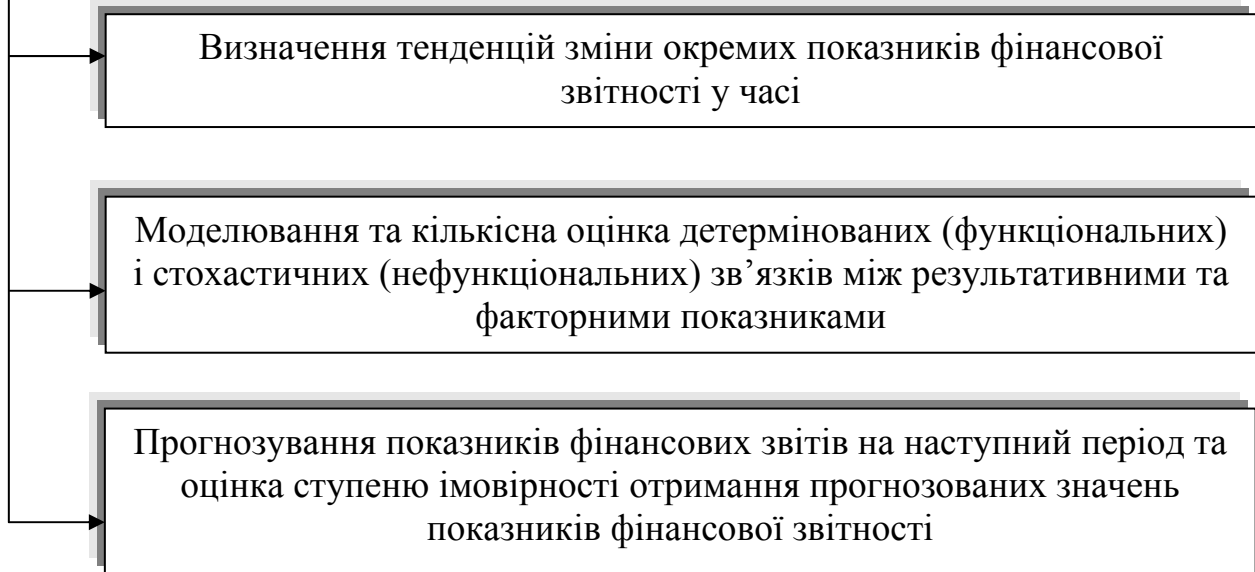 Визначення тенденцій зміни окремих показників фінансової
звітності у часі
Моделювання та кількісна оцінка детермінованих (функціональних)
і стохастичних (нефункціональних) зв’язків між результативними та
факторними показниками
Прогнозування показників фінансових звітів на наступний період та
оцінка ступеню імовірності отримання прогнозованих значень
показників фінансової звітності